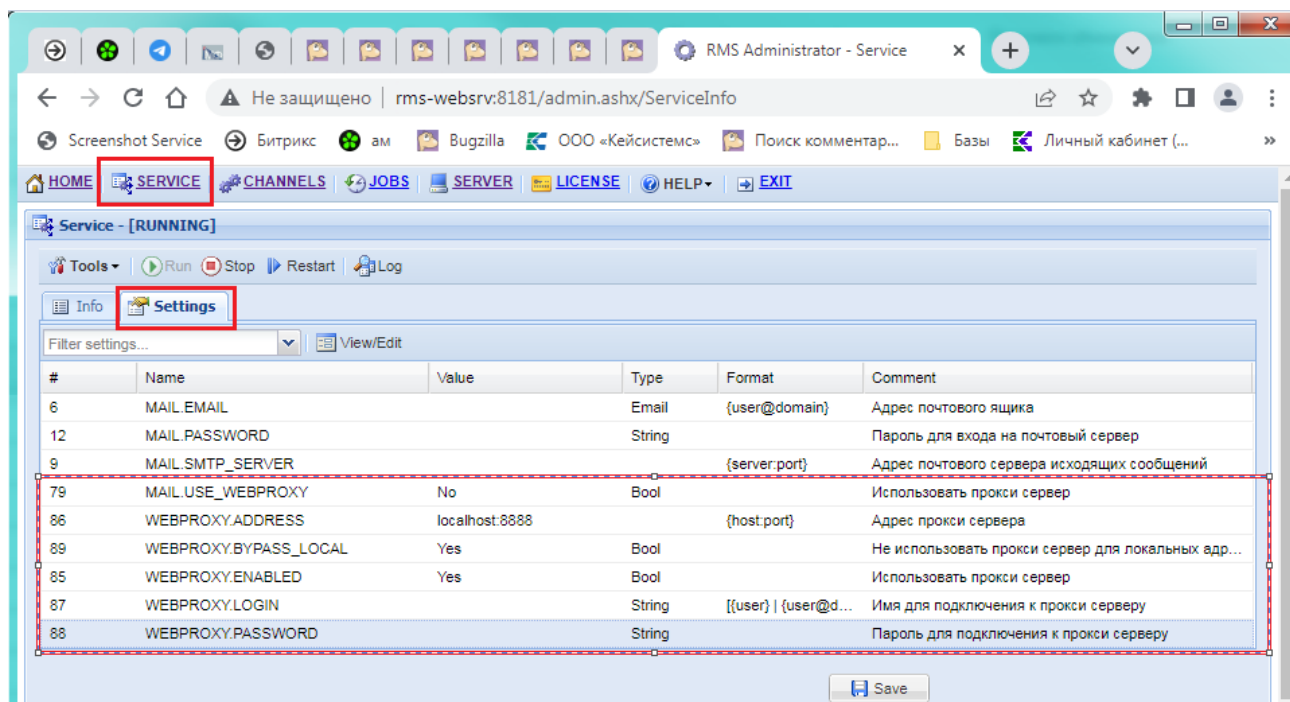 RMS Administrator - Service
Не защищено | rms-websrv:8181/admin.ashx/ServiceInfo
Screenshot Service Битрикс ам Bugzilla ООО «Кейсистемс» Поиск комментар... Базы Личный кабинет (... »
HOME SERVICE CHANNELS JOBS SERVER LICENSE HELP EXIT
Service - [RUNNING]
Tools Run Stop Restart Log
Info Settings
Filter settings... View/Edit
# Name Value Type Format Comment
6 MAIL.EMAIL Email {user@domain} Адрес почтового ящика
12 MAIL.PASSWORD String Пароль для входа на почтовый сервер
9 MAIL.SMTP_SERVER {server:port} Адрес почтового сервера исходящих сообщений
79 MAIL.USE_WEBPROXY No Bool Использовать прокси сервер
86 WEBPROXY.ADDRESS localhost:8888 {host:port} Адрес прокси сервера
89 WEBPROXY.BYPASS_LOCAL Yes Bool Не использовать прокси сервер для локальных адр...
85 WEBPROXY.ENABLED Yes Bool Использовать прокси сервер
87 WEBPROXY.LOGIN String [{user} | {user@d... Имя для подключения к прокси серверу
88 WEBPROXY.PASSWORD String Пароль для подключения к прокси серверу
Save